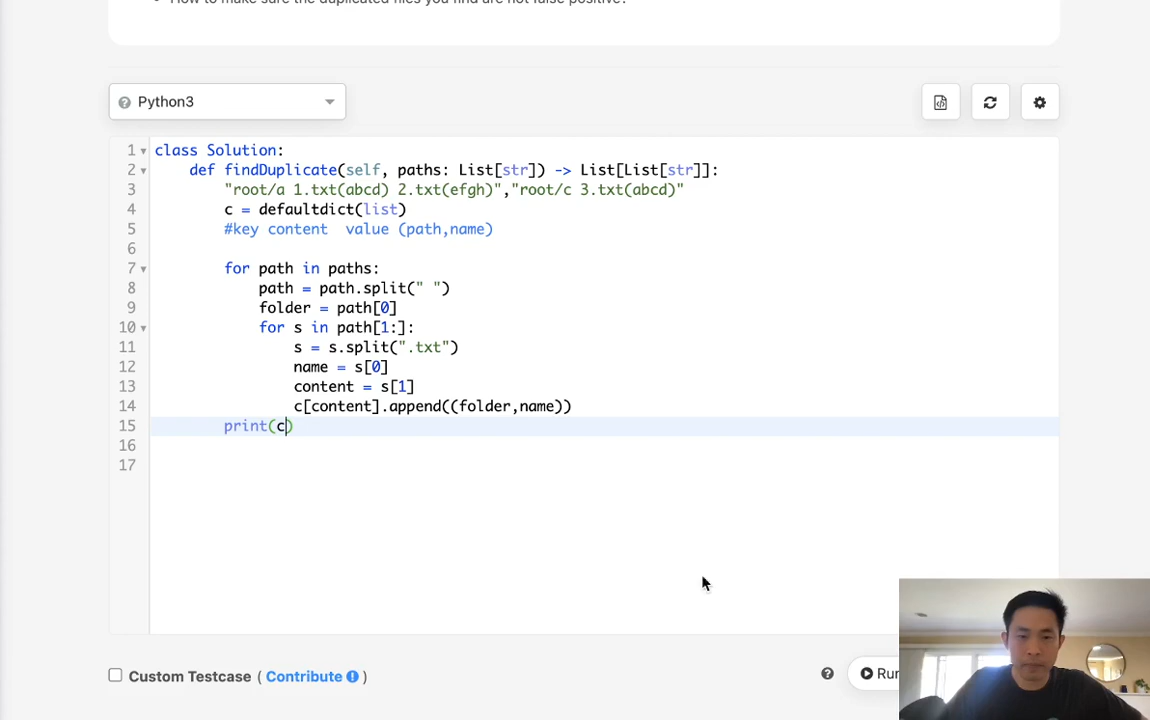 How to make sure the duplicated files you find are not false positive?
Python3
1 class Solution:
2 def findDuplicate(self, paths: List[str]) -> List[List[str]]:
3 "root/a 1.txt(abcd) 2.txt(efgh)","root/c 3.txt(abcd)"
4 c = defaultdict(list)
5 #key content  value (path,name)
6
7 for path in paths:
8 path = path.split(" ")
9 folder = path[0]
10 for s in path[1:]:
11 s = s.split(".txt")
12 name = s[0]
13 content = s[1]
14 c[content].append((folder,name))
15 print(c)
16
17
Custom Testcase ( Contribute )
Run